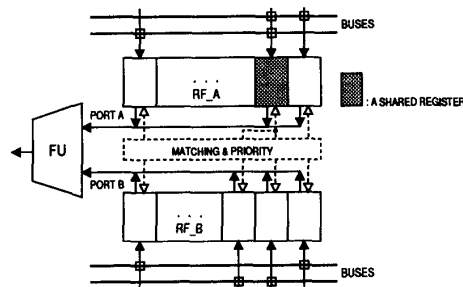 BUSES
. . .
RF_A
: A SHARED REGISTER
PORT A
FU
MATCHING & PRIORITY
PORT B
. . .
RF_B
BUSES